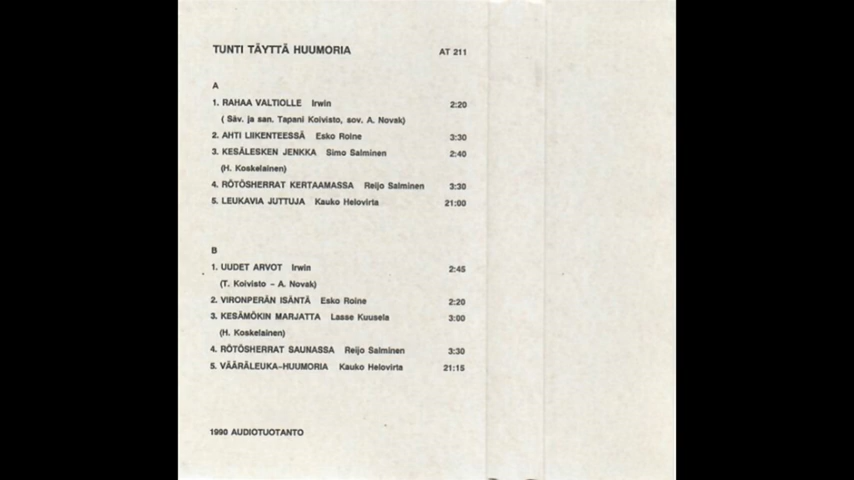 TUNTI TÄYTTÄ HUUMORIA AT 211
A
1. RAHAA VALTIOLLE Irwin 2:20
( Säv. ja san. Tapani Koivisto, sov. A. Novak)
2. AHTI LIIKENTEESSÄ Esko Roine 3:30
3. KESÄLESKEN JENKKA Simo Salminen 2:40
(H. Koskelainen)
4. RÖTÖSHERRAT KERTAAMASSA Reijo Salminen 3:30
5. LEUKAVIA JUTTUJA Kauko Helovirta 21:00
B
1. UUDET ARVOT Irwin 2:45
(T. Koivisto - A. Novak)
2. VIRONPERÄN ISÄNTÄ Esko Roine 2:20
3. KESÄMÖKIN MARJATTA Lasse Kuusela 3:00
(H. Koskelainen)
4. RÖTÖSHERRAT SAUNASSA Reijo Salminen 3:30
5. VÄÄRÄLEUKA-HUUMORIA Kauko Helovirta 21:15
1990 AUDIOTUOTANTO